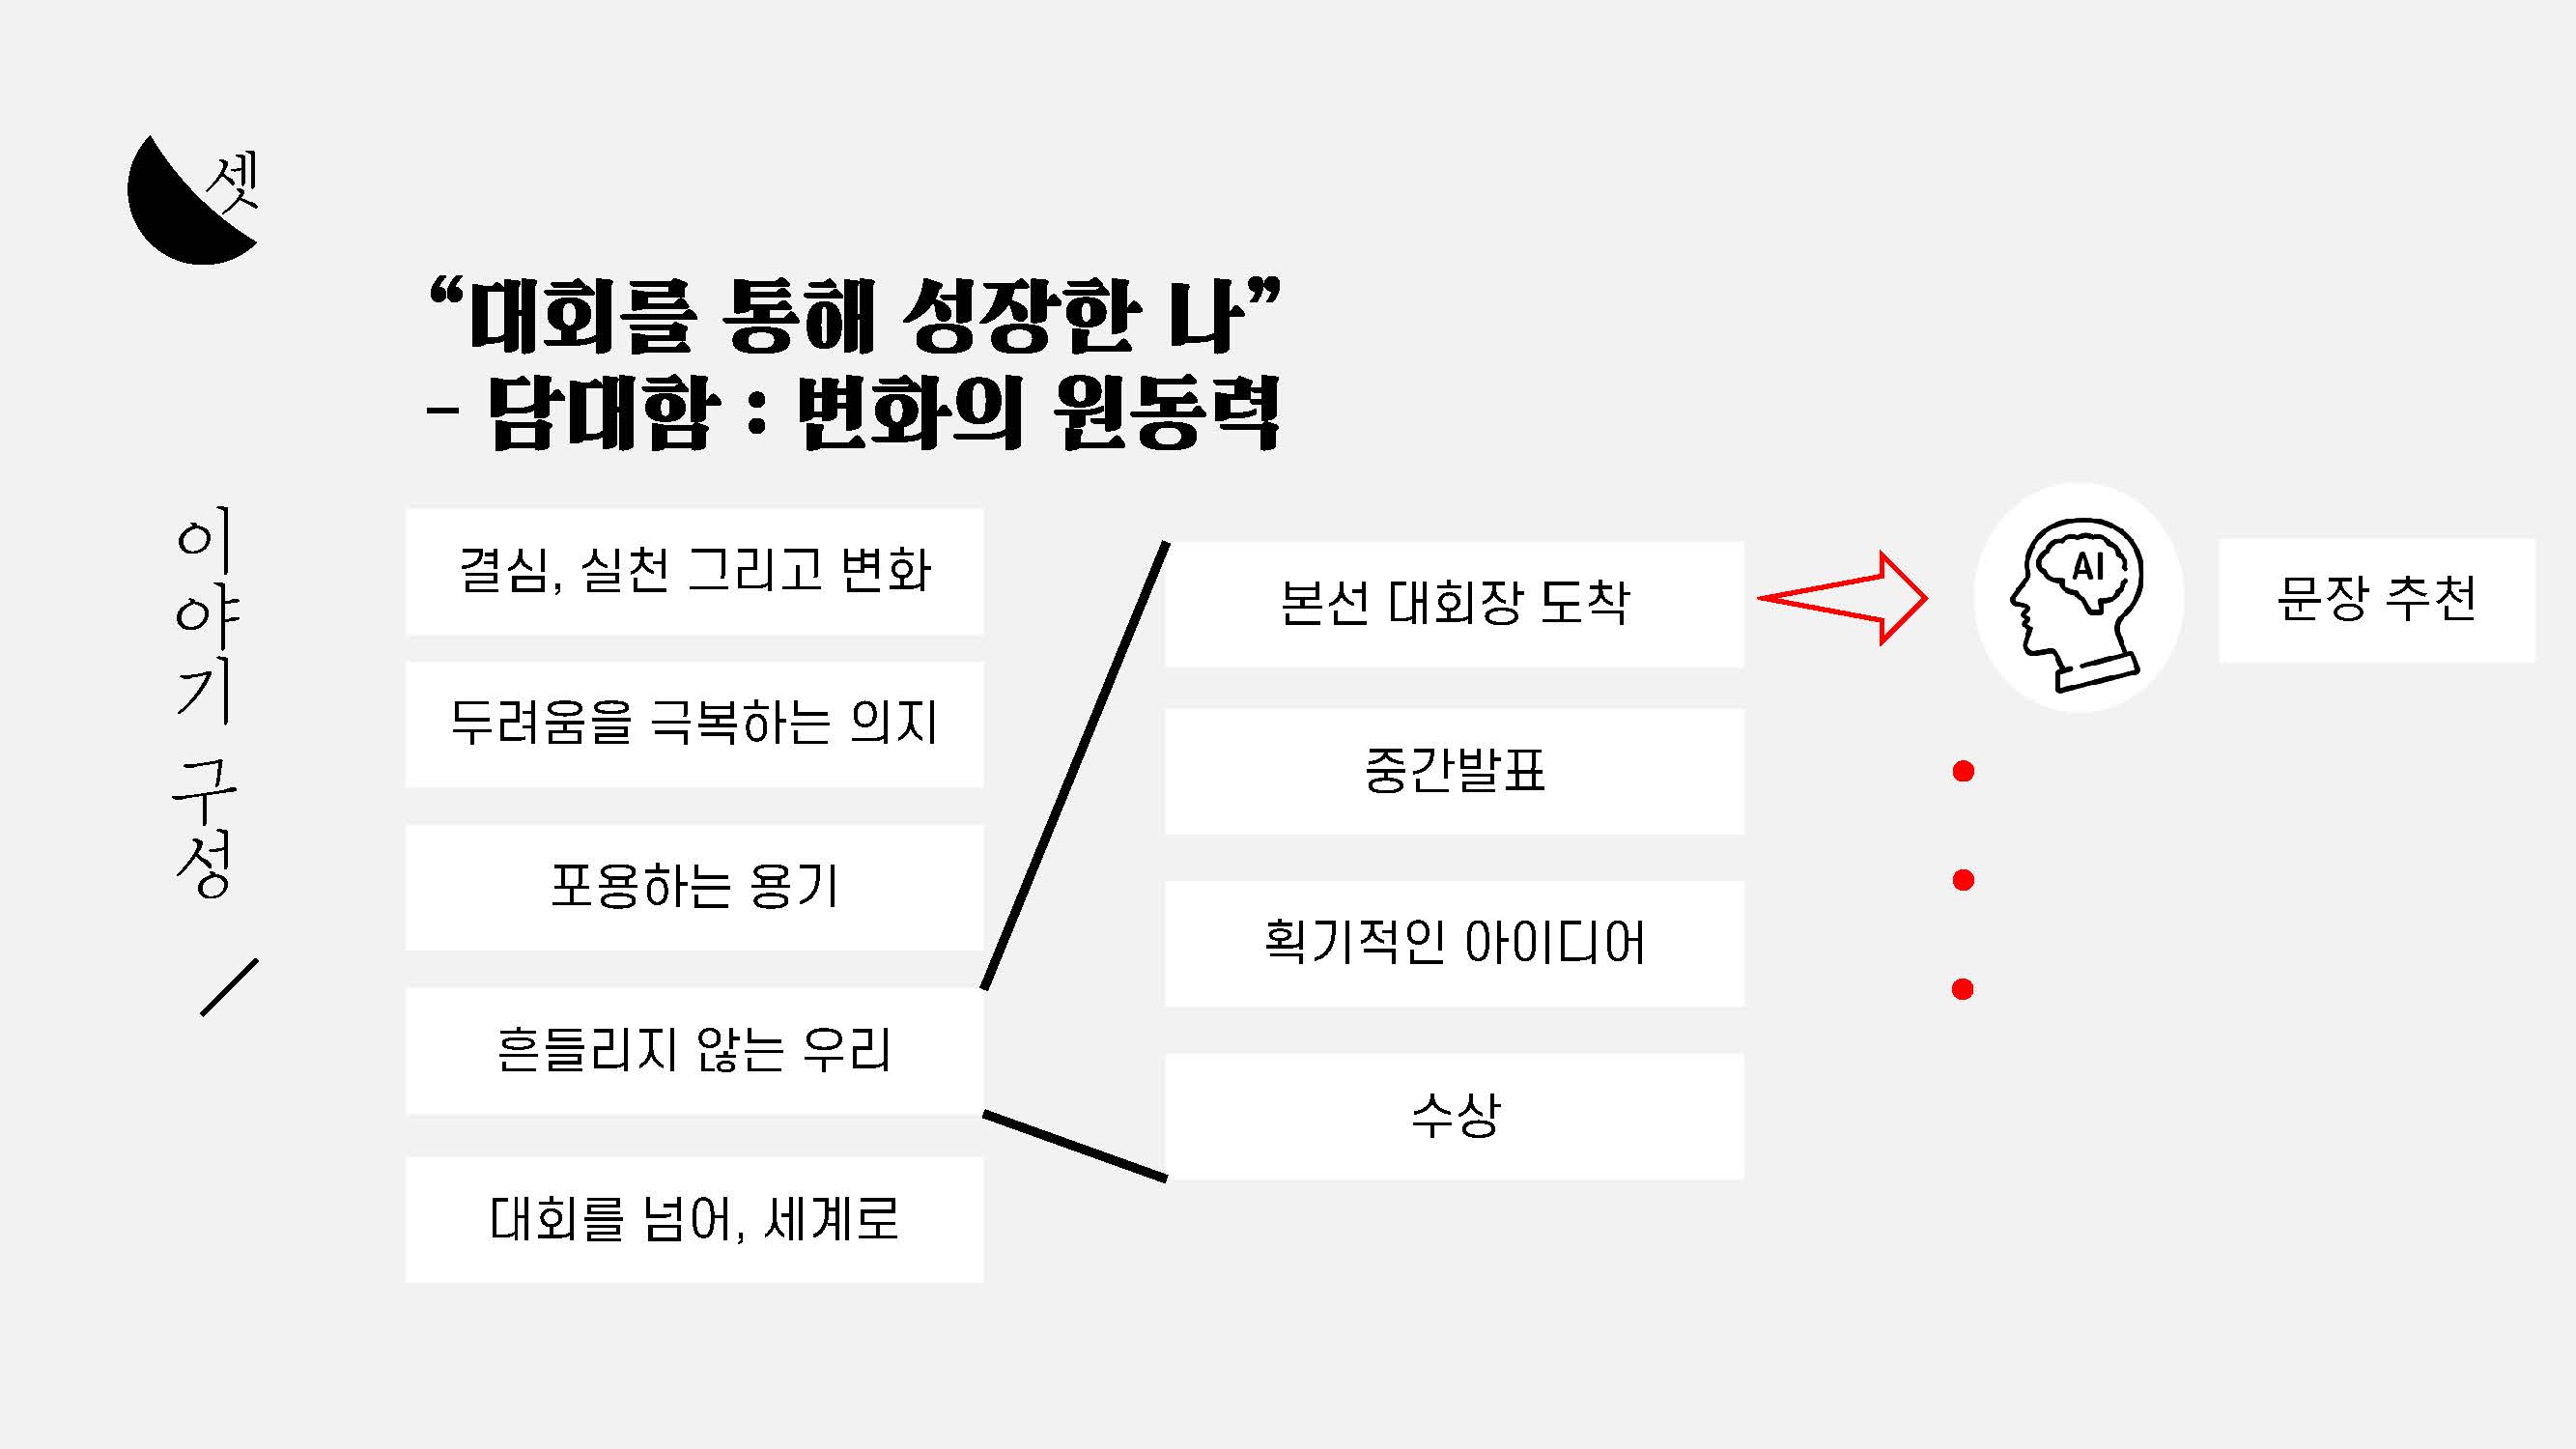 셋
“대회를 통해 성장한 나”
- 담대함 : 변화의 원동력
이야기 구성
결심, 실천 그리고 변화
두려움을 극복하는 의지
포용하는 용기
흔들리지 않는 우리
대회를 넘어, 세계로
본선 대회장 도착
중간발표
획기적인 아이디어
수상
AI
문장 추천